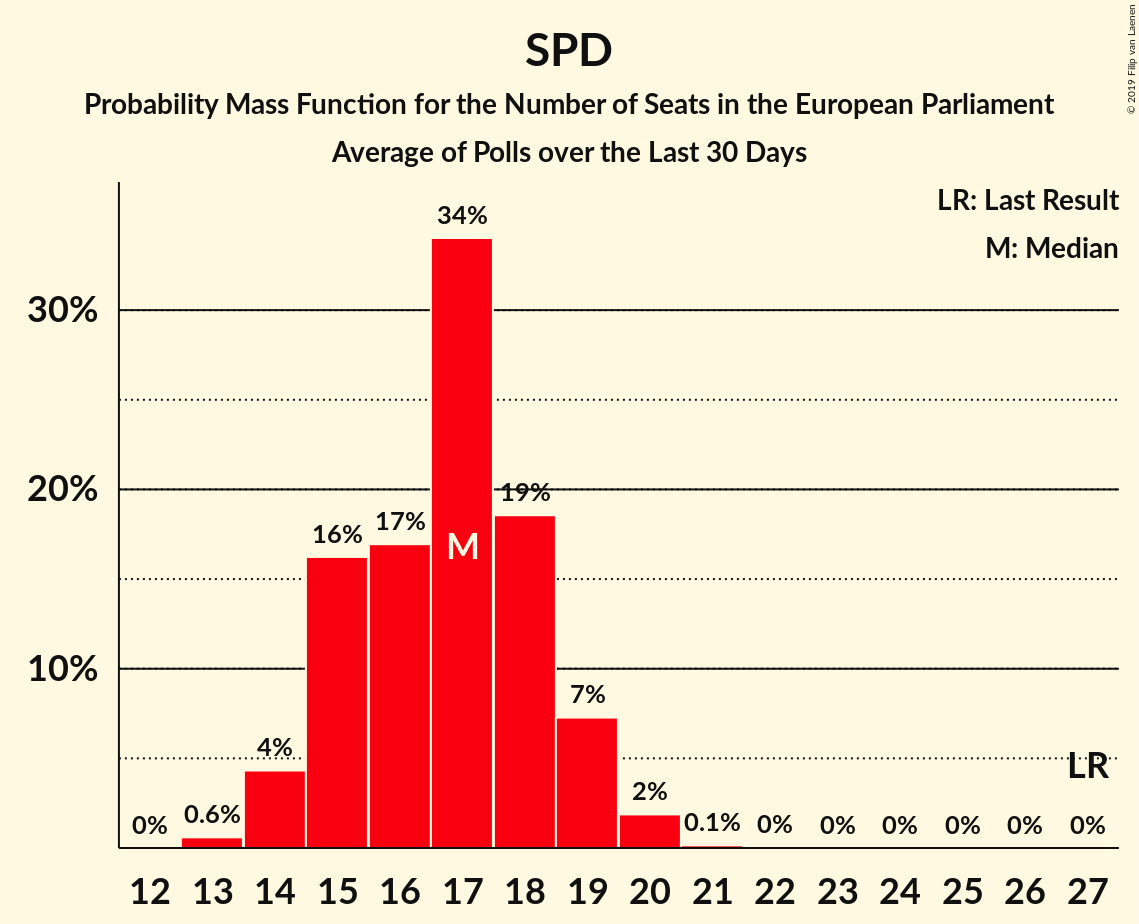 SPD
Probability Mass Function for the Number of Seats in the European Parliament
Average of Polls over the Last 30 Days
© 2019 Filip van Laenen
LR: Last Result
M: Median
34%
30%
20%
19%
17%
16%
M
10%
7%
4%
LR
2%
0%
0.6%
0.1%
0%
0%
0%
0%
0%
0%
12 13 14 15 16 17 18 19 20 21 22 23 24 25 26 27